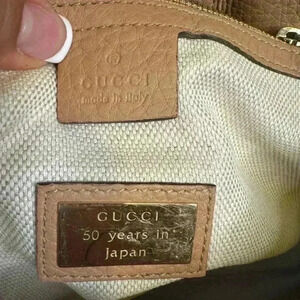 GUCCI
made in italy
GUCCI
50 years in
Japan